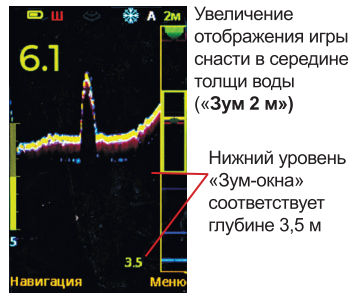 Ш А 2м
6.1
5
3.5
Навигация Меню
Увеличение
отображения игры
снасти в середине
толщи воды
(«Зум 2 м»)
Нижний уровень
«Зум-окна»
соответствует
глубине 3,5 м